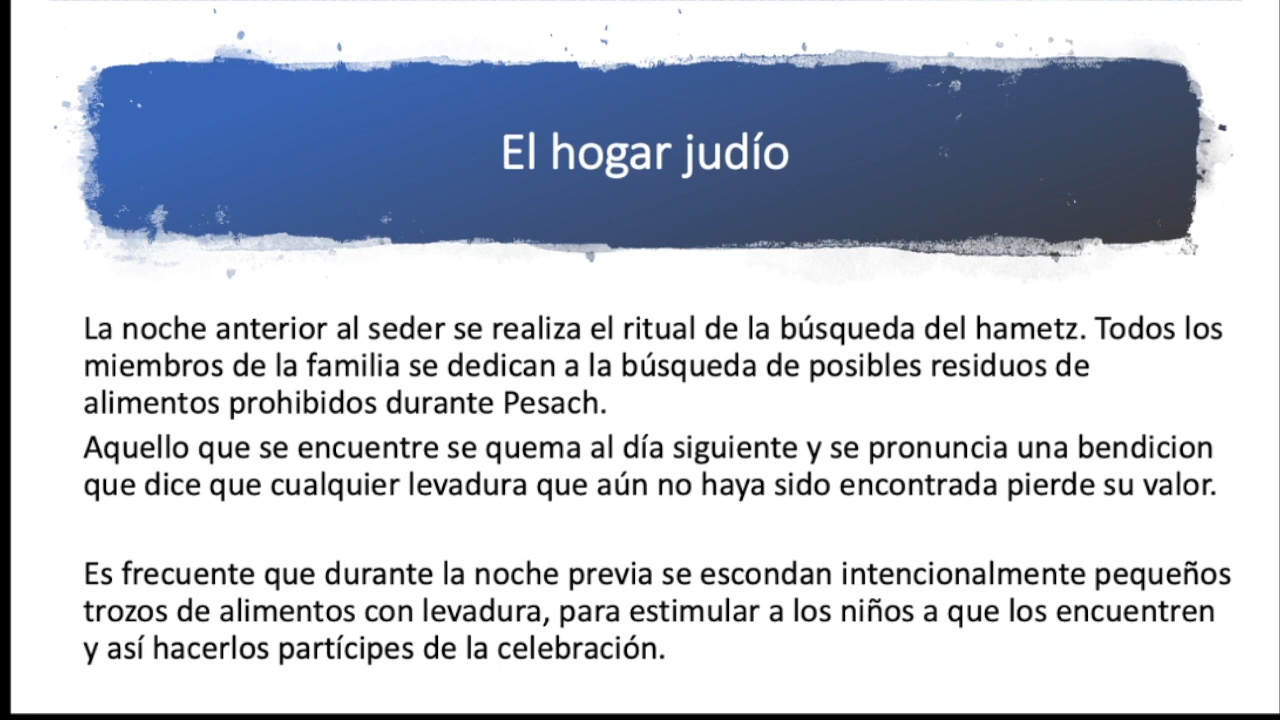 El hogar judío
La noche anterior al seder se realiza el ritual de la búsqueda del hametz. Todos los
miembros de la familia se dedican a la búsqueda de posibles residuos de
alimentos prohibidos durante Pesach.
Aquello que se encuentre se quema al día siguiente y se pronuncia una bendicion
que dice que cualquier levadura que aún no haya sido encontrada pierde su valor.
Es frecuente que durante la noche previa se escondan intencionalmente pequeños
trozos de alimentos con levadura, para estimular a los niños a que los encuentren
y así hacerlos partícipes de la celebración.